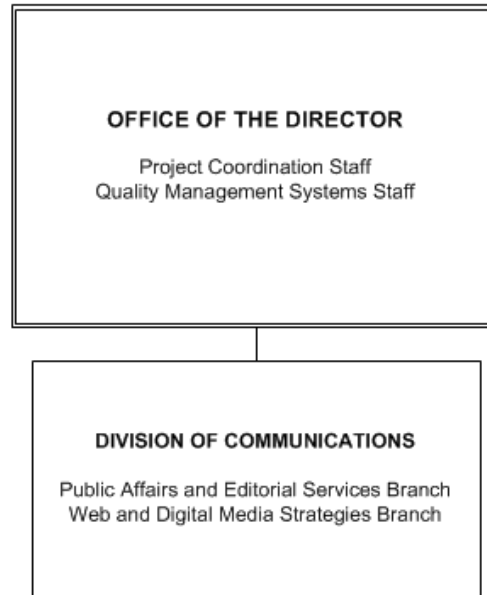 OFFICE OF THE DIRECTOR
Project Coordination Staff
Quality Management Systems Staff
DIVISION OF COMMUNICATIONS
Public Affairs and Editorial Services Branch
Web and Digital Media Strategies Branch